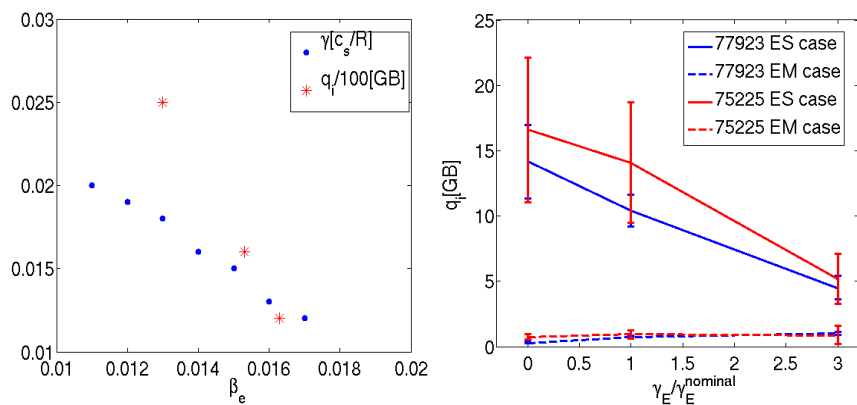 0.03
0.025
0.02
0.015
0.01
0.01 0.012 0.014 0.016 0.018 0.02
β_e
γ[c_s/R]
q_i/100[GB]
25
20
15
10
5
0
q_i[GB]
0 0.5 1 1.5 2 2.5 3
γ_E/γ_E^nominal
77923 ES case
77923 EM case
75225 ES case
75225 EM case